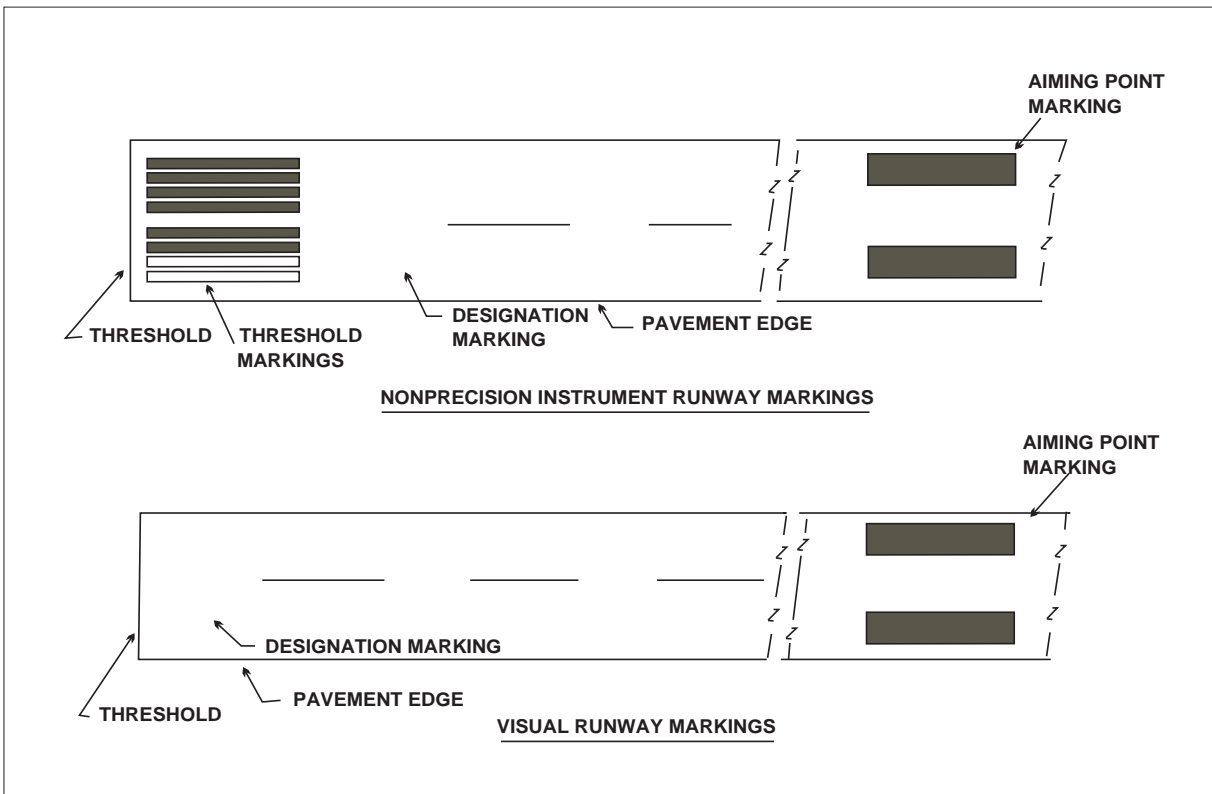 AIMING POINT
MARKING
THRESHOLD
THRESHOLD
MARKINGS
DESIGNATION
MARKING
PAVEMENT EDGE
NONPRECISION INSTRUMENT RUNWAY MARKINGS
AIMING POINT
MARKING
DESIGNATION MARKING
PAVEMENT EDGE
THRESHOLD
VISUAL RUNWAY MARKINGS